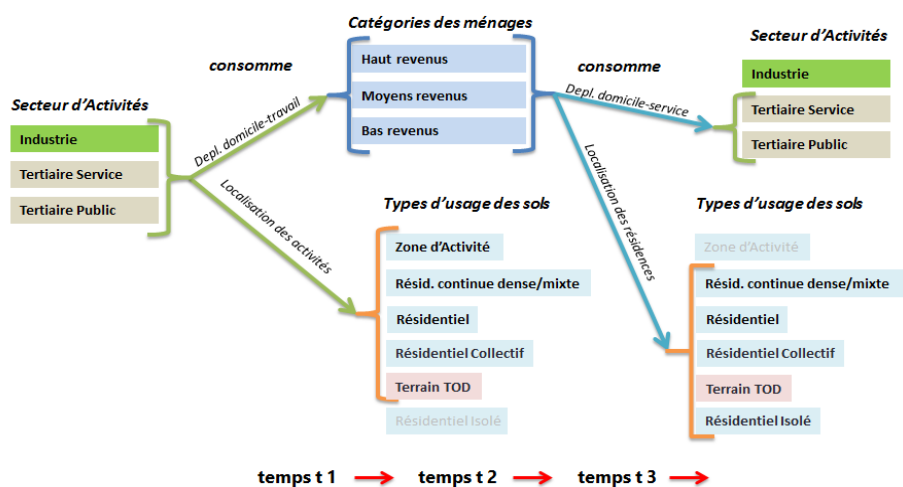 Catégories des ménages
Haut revenus
Moyens revenus
Bas revenus
consomme
consomme
Secteur d'Activités
Industrie
Tertiaire Service
Tertiaire Public
Secteur d'Activités
Industrie
Tertiaire Service
Tertiaire Public
Depl. domicile-travail
Localisation des activités
Depl. domicile-service
Localisation des résidences
Types d'usage des sols
Zone d'Activité
Résid. continue dense/mixte
Résidentiel
Résidentiel Collectif
Terrain TOD
Résidentiel Isolé
Types d'usage des sols
Zone d'Activité
Résid. continue dense/mixte
Résidentiel
Résidentiel Collectif
Terrain TOD
Résidentiel Isolé
temps t 1
temps t 2
temps t 3